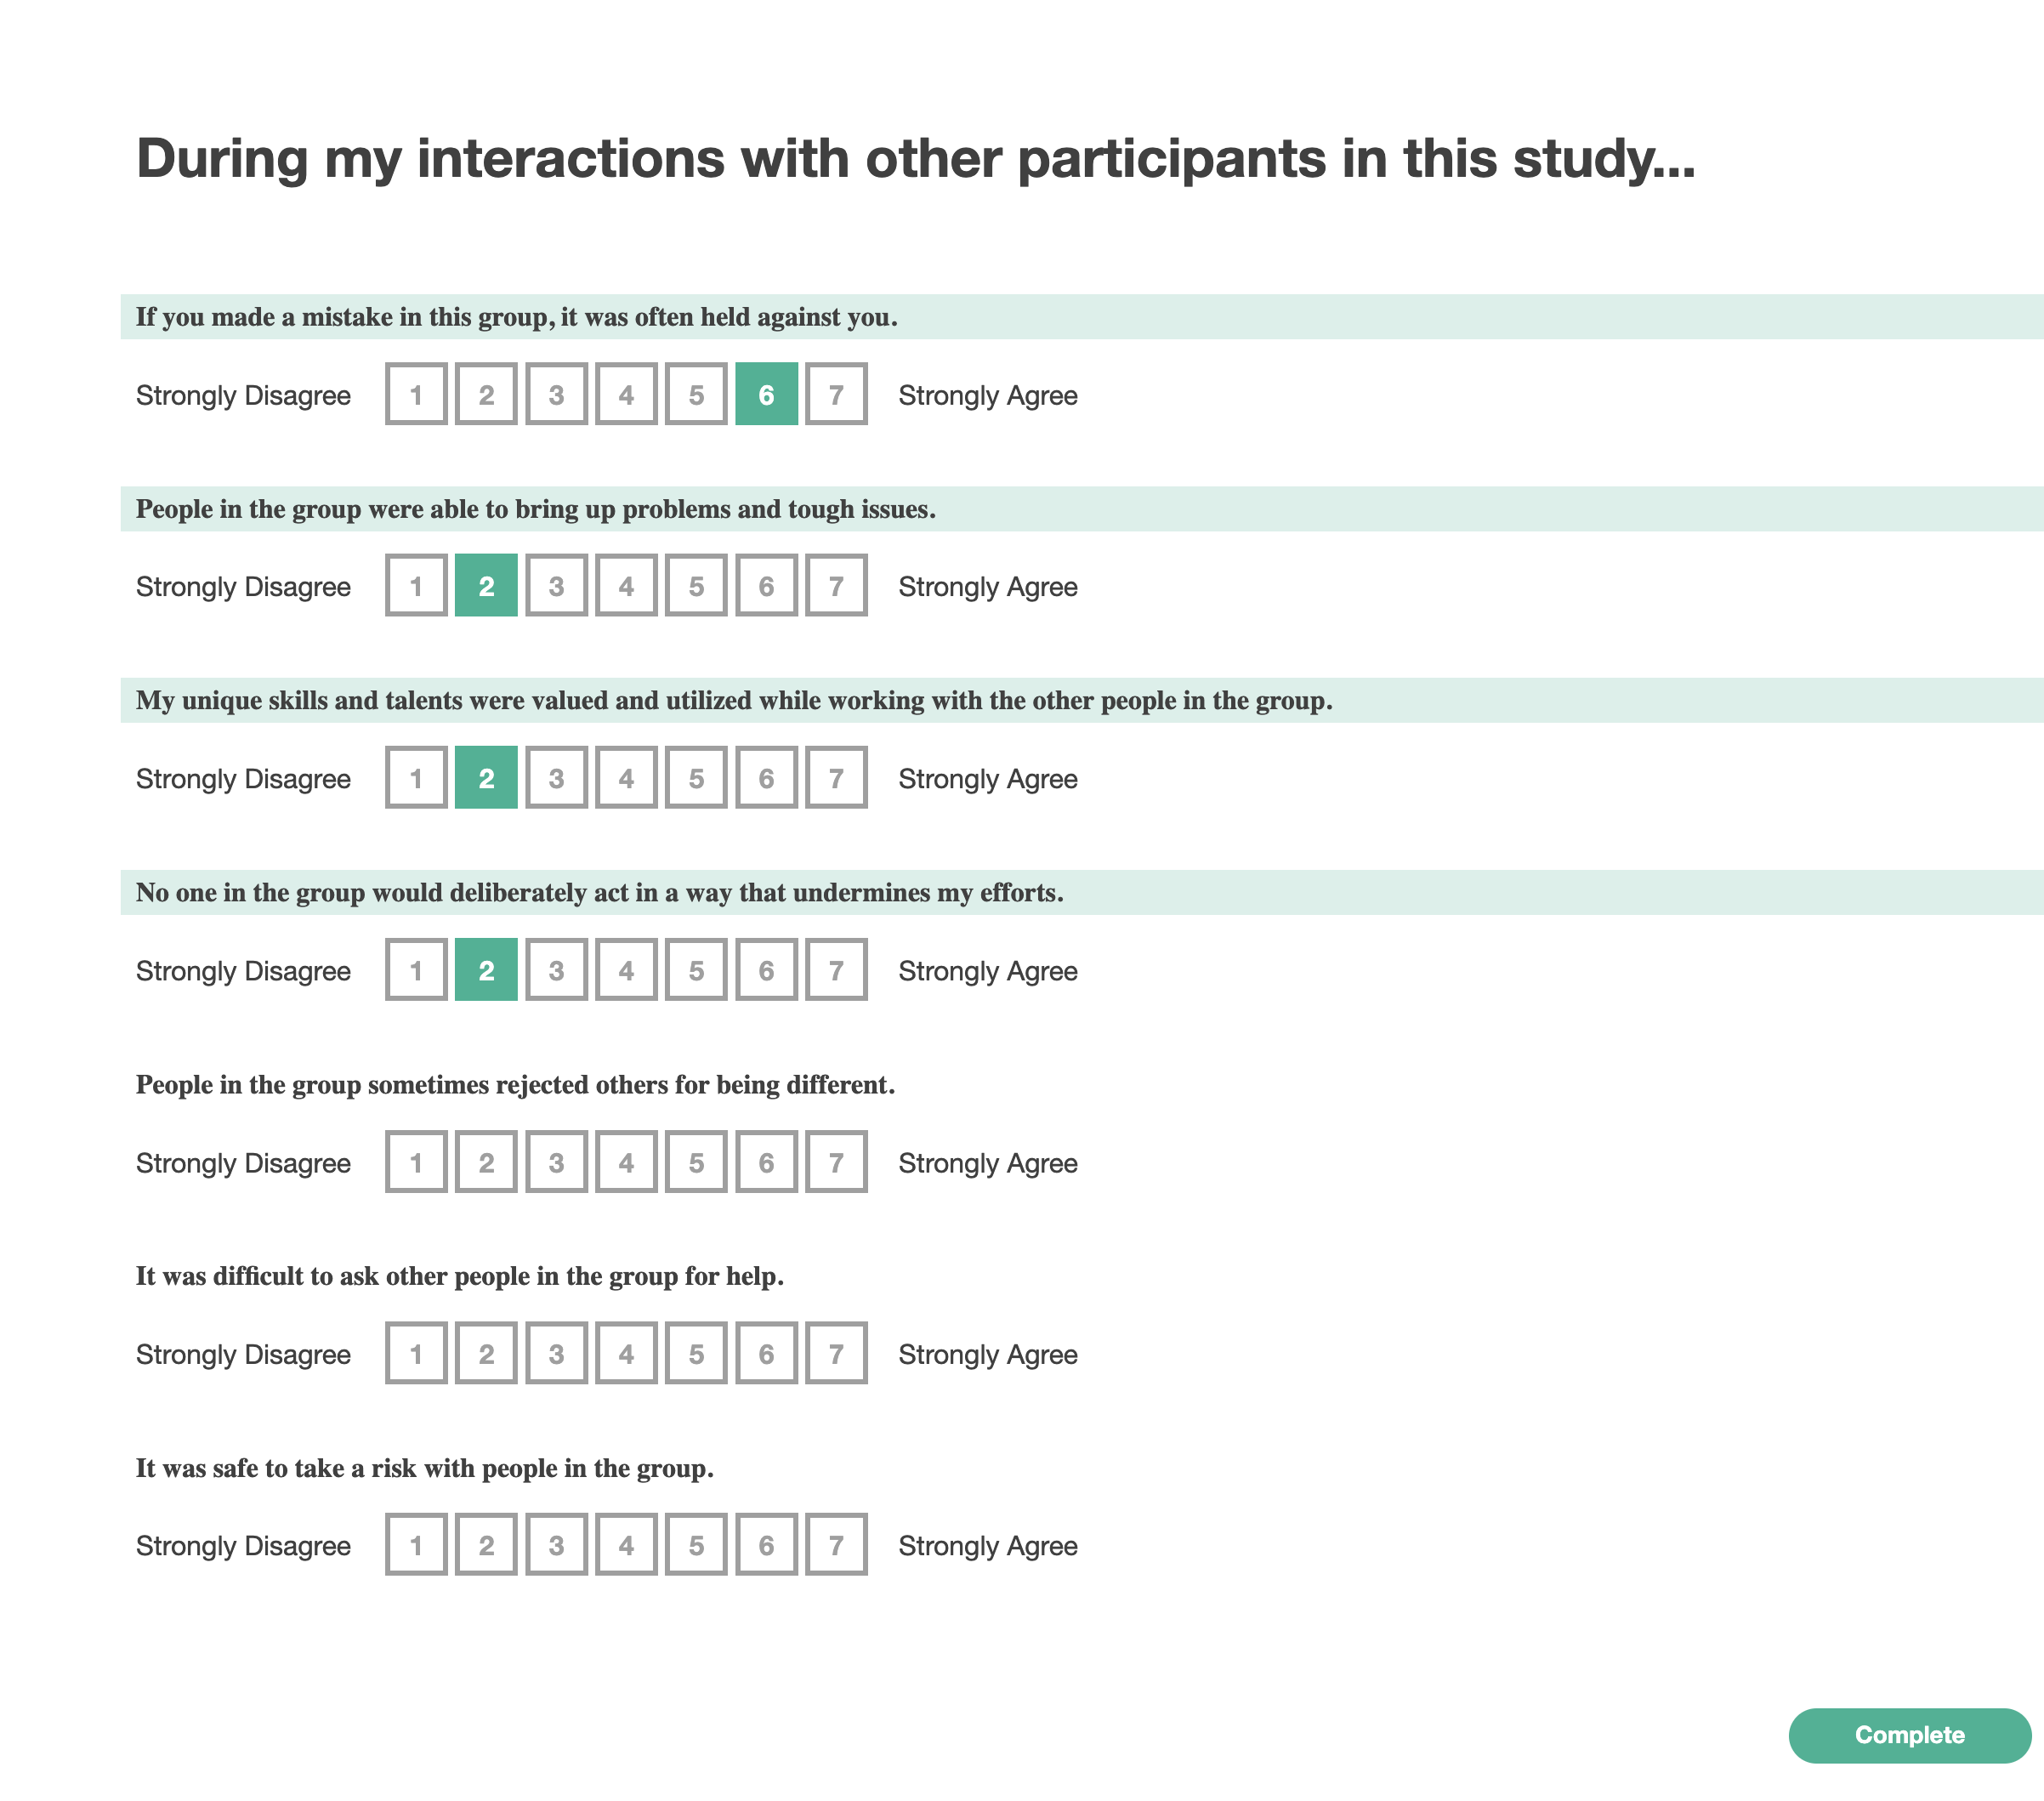 During my interactions with other participants in this study...
If you made a mistake in this group, it was often held against you.
Strongly Disagree 1 2 3 4 5 6 7 Strongly Agree
People in the group were able to bring up problems and tough issues.
Strongly Disagree 1 2 3 4 5 6 7 Strongly Agree
My unique skills and talents were valued and utilized while working with the other people in the group.
Strongly Disagree 1 2 3 4 5 6 7 Strongly Agree
No one in the group would deliberately act in a way that undermines my efforts.
Strongly Disagree 1 2 3 4 5 6 7 Strongly Agree
People in the group sometimes rejected others for being different.
Strongly Disagree 1 2 3 4 5 6 7 Strongly Agree
It was difficult to ask other people in the group for help.
Strongly Disagree 1 2 3 4 5 6 7 Strongly Agree
It was safe to take a risk with people in the group.
Strongly Disagree 1 2 3 4 5 6 7 Strongly Agree
Complete